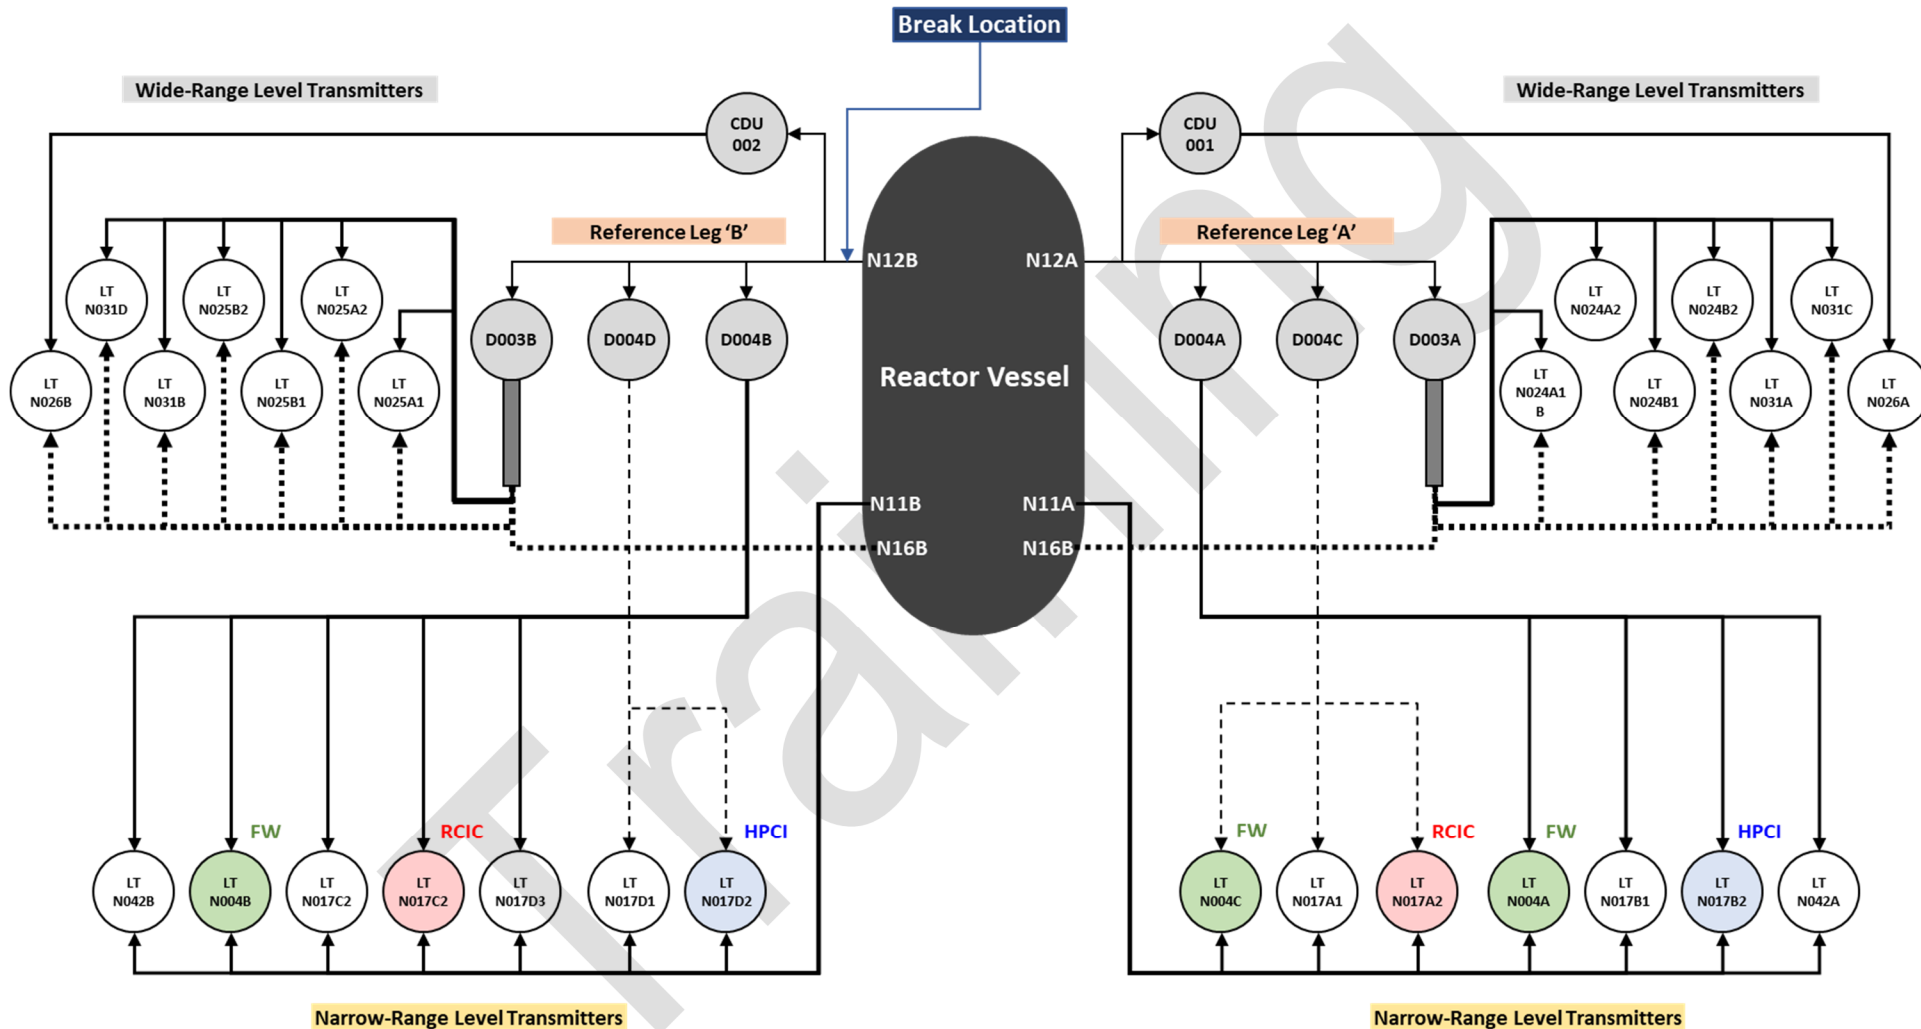 Break Location
Wide-Range Level Transmitters
Wide-Range Level Transmitters
CDU
002
CDU
001
Reference Leg ‘B’
Reference Leg ‘A’
N12B
N12A
LT
N031D
LT
N025B2
LT
N025A2
LT
N026B
LT
N031B
LT
N025B1
LT
N025A1
D003B
D004D
D004B
Reactor Vessel
D004A
D004C
D003A
LT
N024A2
LT
N024B2
LT
N031C
LT
N024A1
B
LT
N024B1
LT
N031A
LT
N026A
N11B
N11A
N16B
N16B
FW
RCIC
HPCI
FW
RCIC
FW
HPCI
LT
N042B
LT
N004B
LT
N017C2
LT
N017C2
LT
N017D3
LT
N017D1
LT
N017D2
LT
N004C
LT
N017A1
LT
N017A2
LT
N004A
LT
N017B1
LT
N017B2
LT
N042A
Narrow-Range Level Transmitters
Narrow-Range Level Transmitters
Training